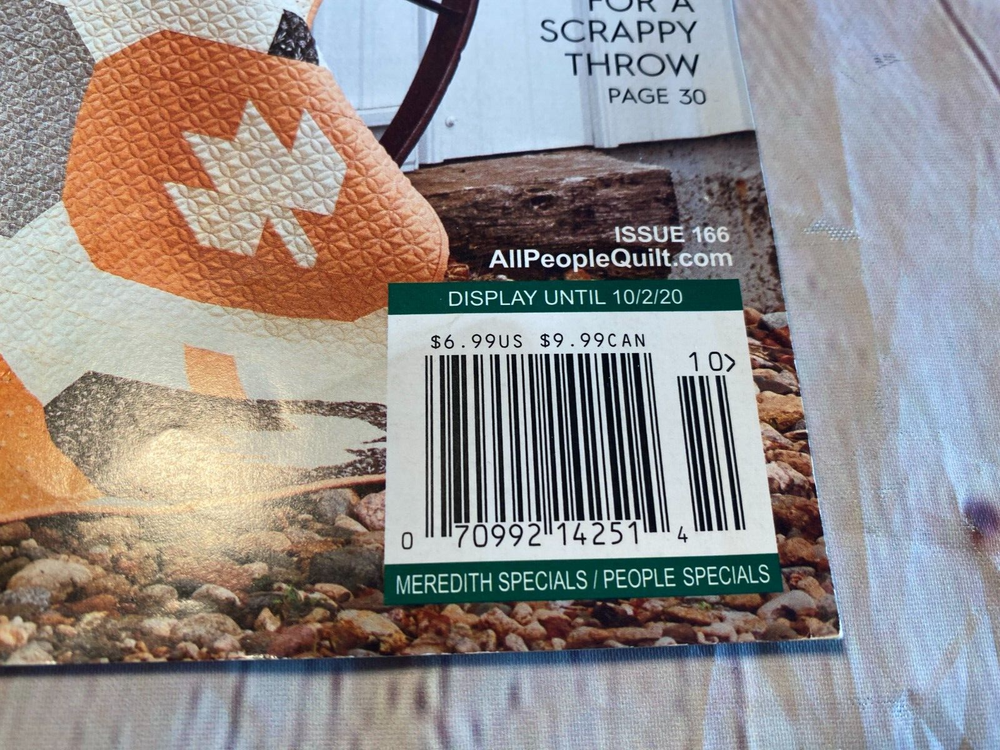 FOR A
SCRAPPY
THROW
PAGE 30
ISSUE 166
AllPeopleQuilt.com
DISPLAY UNTIL 10/2/20
$6.99US $9.99CAN
10>
0 70992 14251 4
MEREDITH SPECIALS / PEOPLE SPECIALS